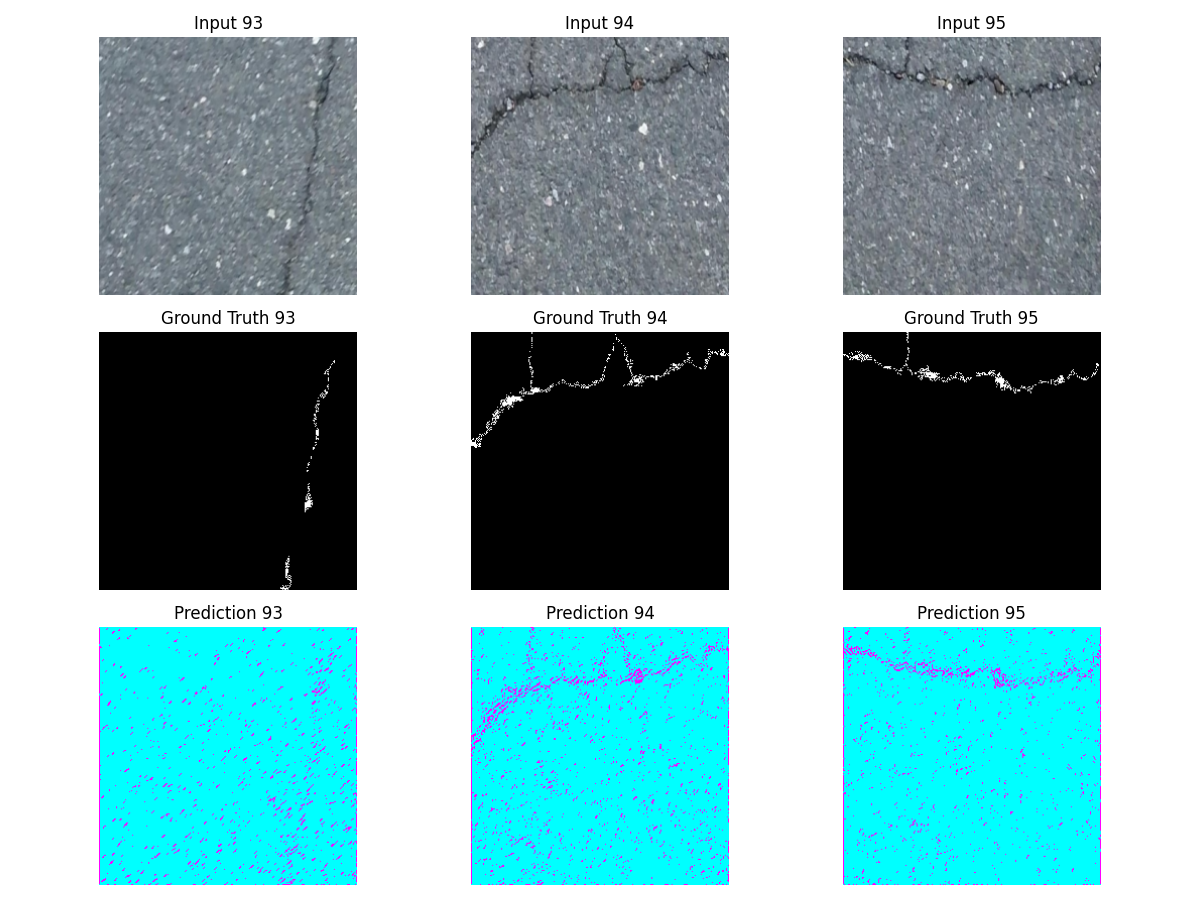 Input 93
Input 94
Input 95
Ground Truth 93
Ground Truth 94
Ground Truth 95
Prediction 93
Prediction 94
Prediction 95